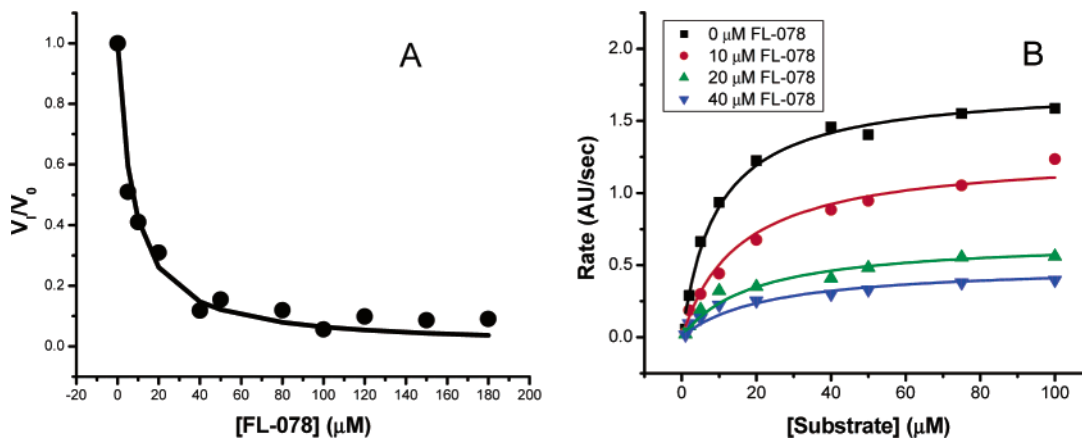 A
1.0
0.8
0.6
0.4
0.2
0.0
V_I/V_0
-20 0 20 40 60 80 100 120 140 160 180 200
[FL-078] (μM)
B
0 μM FL-078
10 μM FL-078
20 μM FL-078
40 μM FL-078
2.0
1.5
1.0
0.5
0.0
Rate (AU/sec)
0 20 40 60 80 100
[Substrate] (μM)